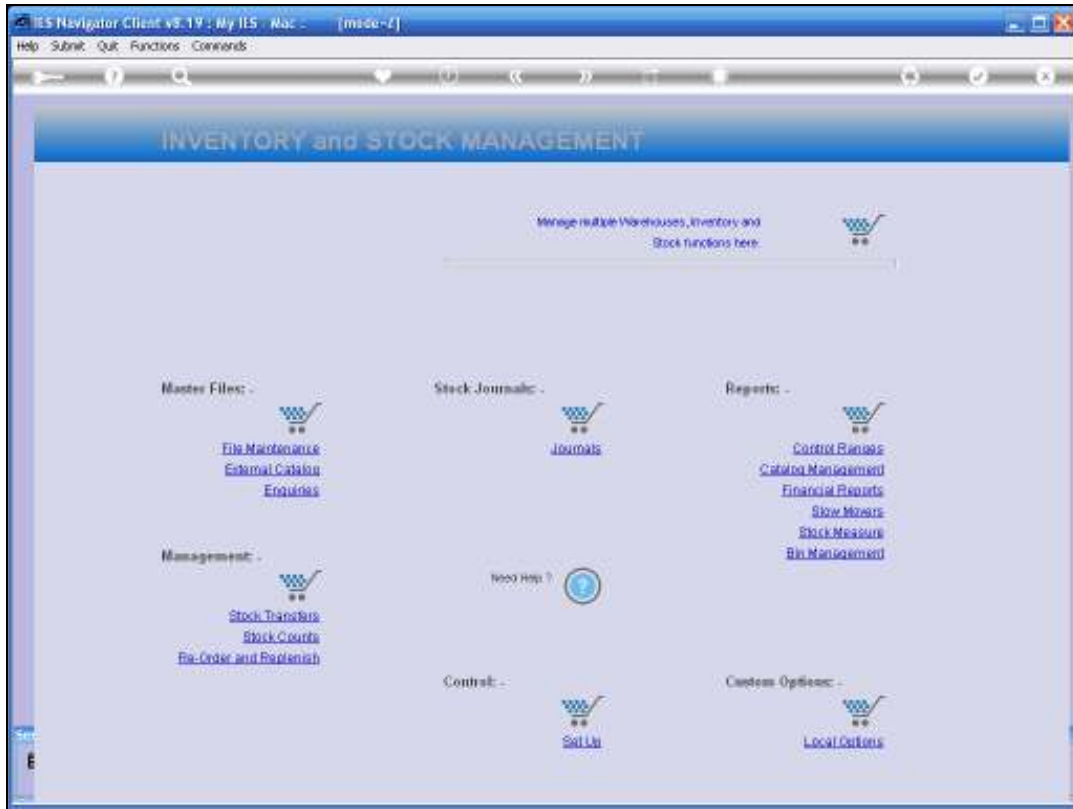 IES Navigator Client v8.19 : My IES - Mac -
Help Submit Quit Functions Commands
INVENTORY and STOCK MANAGEMENT
Manage multiple Warehouses, Inventory and
Stock functions here.
Master Files: -
File Maintenance
External Catalog
Enquiries
Stock Journals: -
Journals
Reports: -
Control Ranges
Catalog Management
Financial Reports
Slow Movers
Stock Measure
Bin Management
Management: -
Stock Transfers
Stock Counts
Re-Order and Replenish
Need Help ?
Control: -
Set Up
Custom Options: -
Local Options